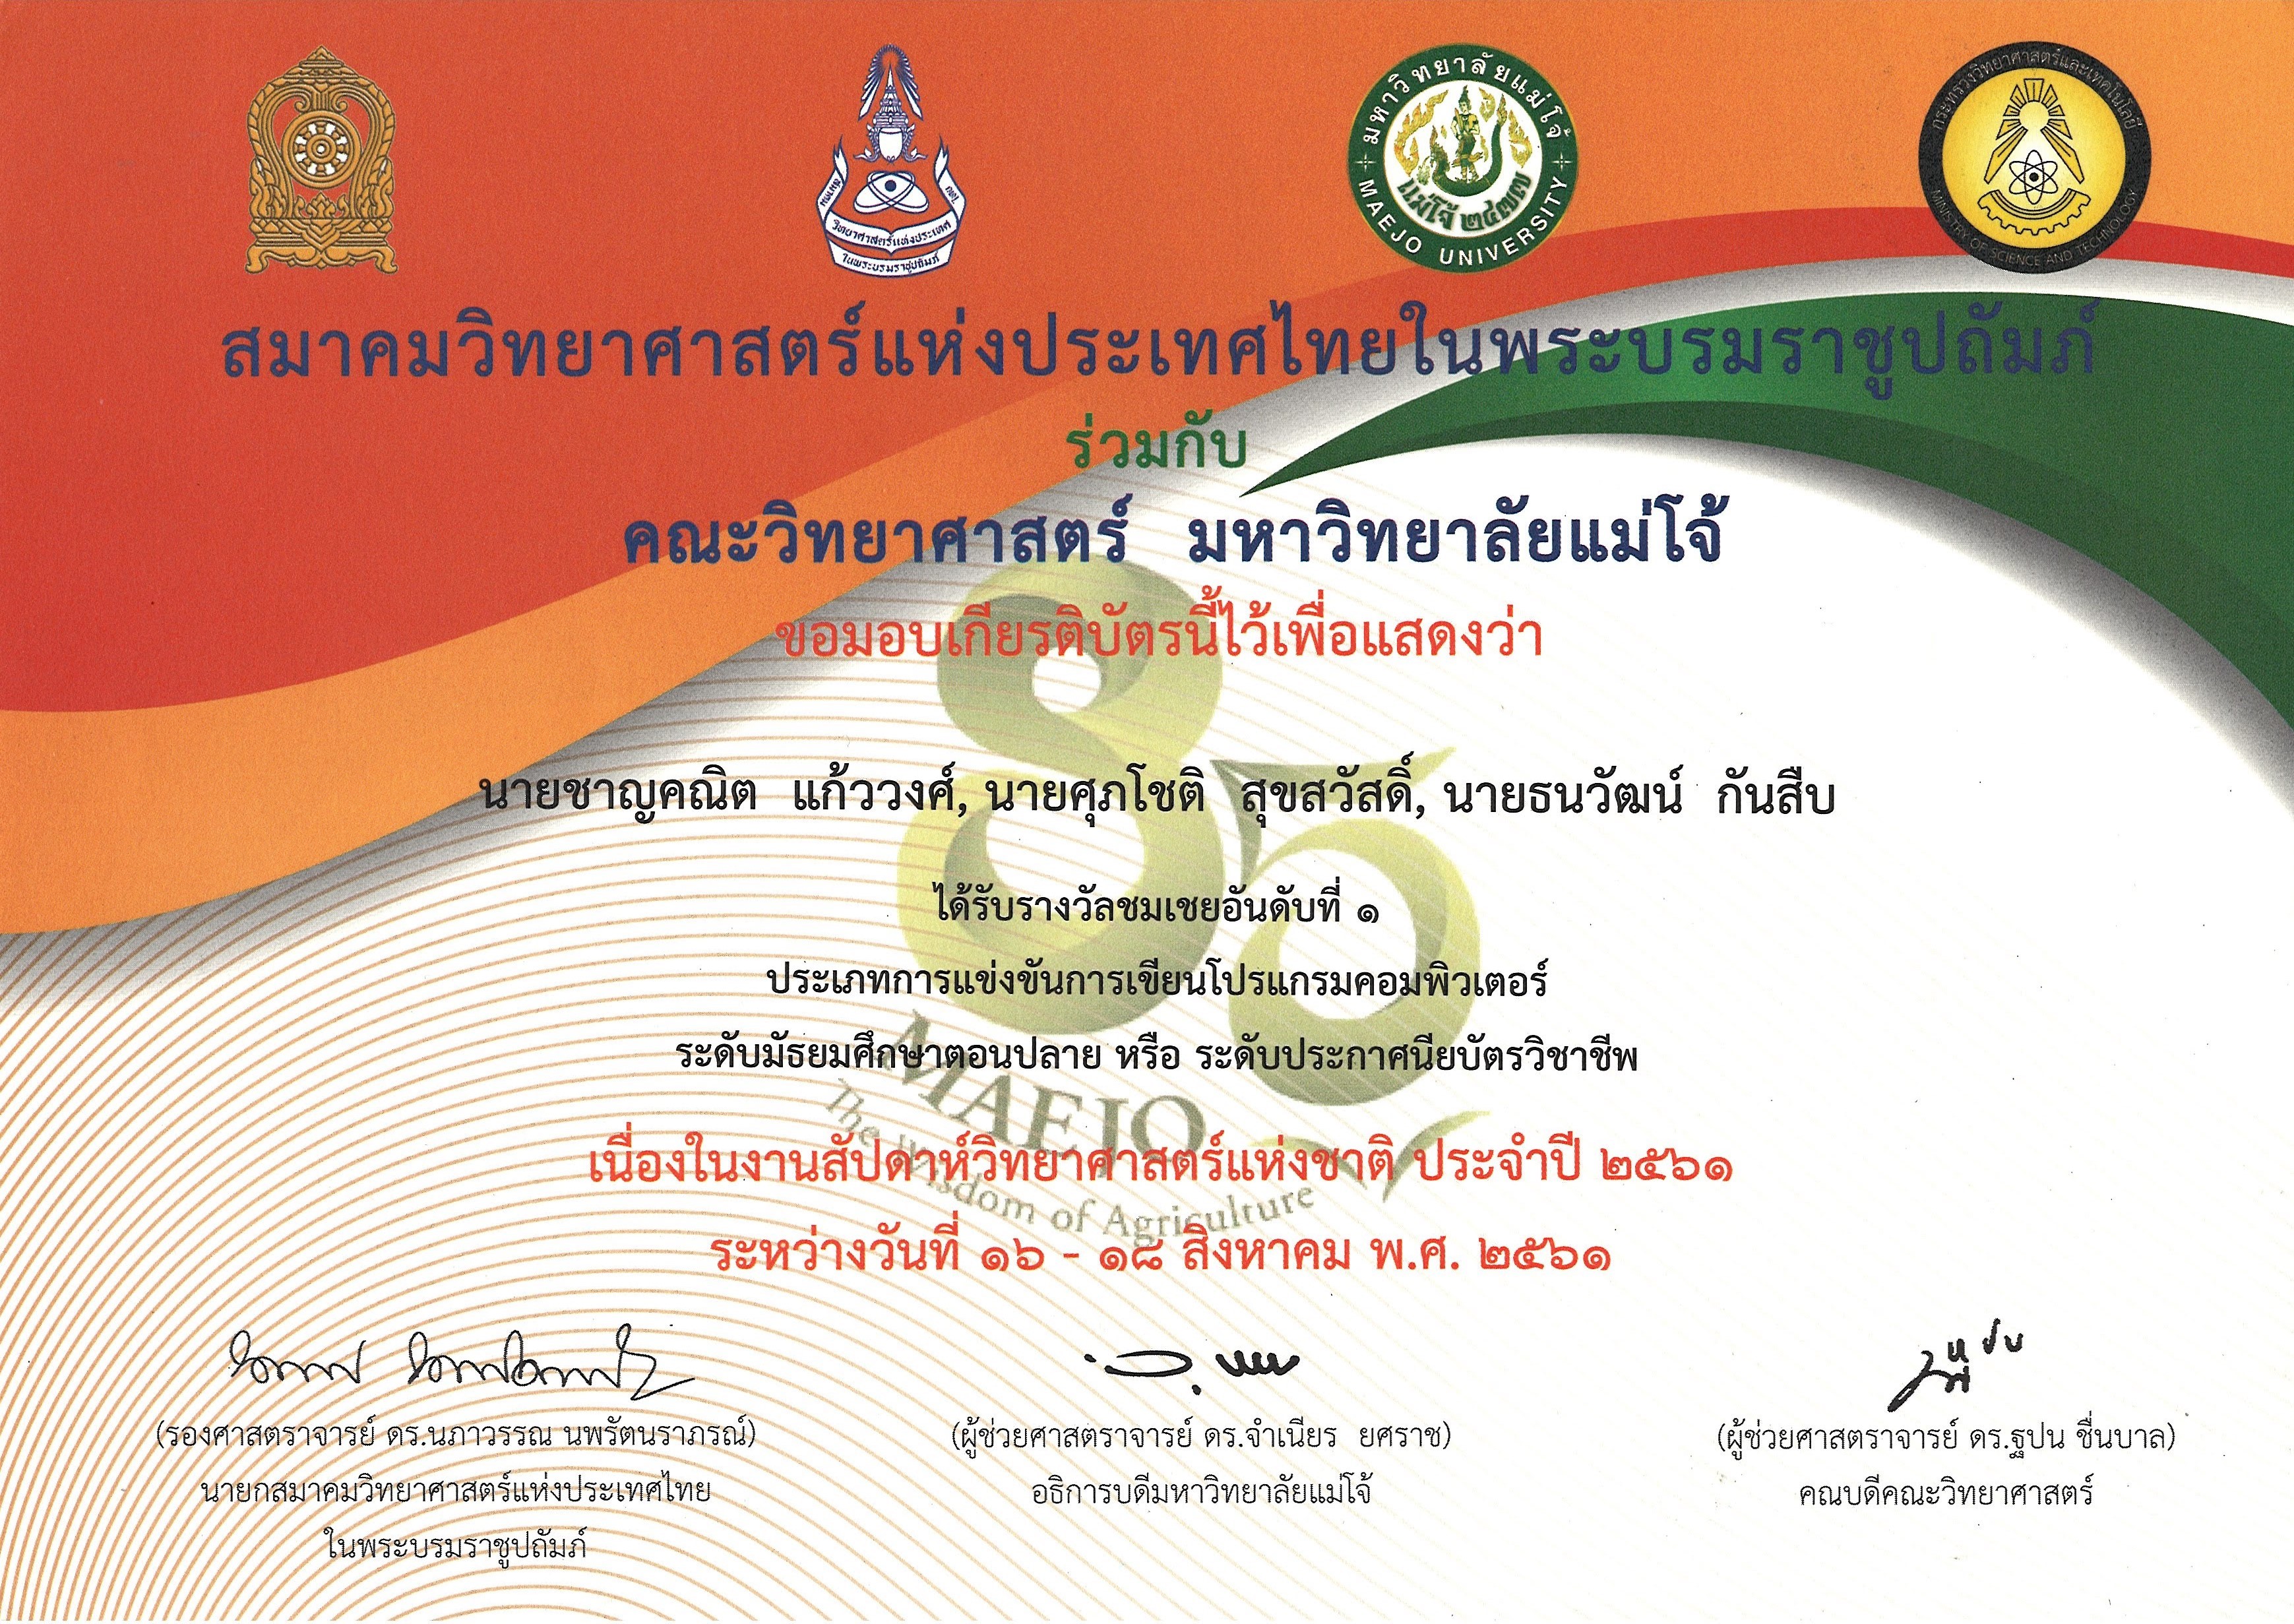 สมาคม วิทยาศาสตร์แห่งประเทศ
ในพระบรมราชูปถัมภ์
มหาวิทยาลัยแม่โจ้
แม่โจ้ ๒๔๗๗
MAEJO UNIVERSITY
กระทรวงวิทยาศาสตร์และเทคโนโลยี
MINISTRY OF SCIENCE AND TECHNOLOGY
สมาคมวิทยาศาสตร์แห่งประเทศไทยในพระบรมราชูปถัมภ์
ร่วมกับ
คณะวิทยาศาสตร์ มหาวิทยาลัยแม่โจ้
ขอมอบเกียรติบัตรนี้ไว้เพื่อแสดงว่า
นายชาญคณิต แก้ววงศ์, นายศุภโชติ สุขสวัสดิ์, นายธนวัฒน์ กันสืบ
ได้รับรางวัลชมเชยอันดับที่ ๑
ประเภทการแข่งขันการเขียนโปรแกรมคอมพิวเตอร์
ระดับมัธยมศึกษาตอนปลาย หรือ ระดับประกาศนียบัตรวิชาชีพ
MAEJO
The Wisdom of Agriculture
เนื่องในงานสัปดาห์วิทยาศาสตร์แห่งชาติ ประจำปี ๒๕๖๑
ระหว่างวันที่ ๑๖ - ๑๘ สิงหาคม พ.ศ. ๒๕๖๑
(รองศาสตราจารย์ ดร.นภาวรรณ นพรัตนราภรณ์)
นายกสมาคมวิทยาศาสตร์แห่งประเทศไทย
ในพระบรมราชูปถัมภ์
(ผู้ช่วยศาสตราจารย์ ดร.จำเนียร ยศราช)
อธิการบดีมหาวิทยาลัยแม่โจ้
(ผู้ช่วยศาสตราจารย์ ดร.ฐปน ชื่นบาล)
คณบดีคณะวิทยาศาสตร์